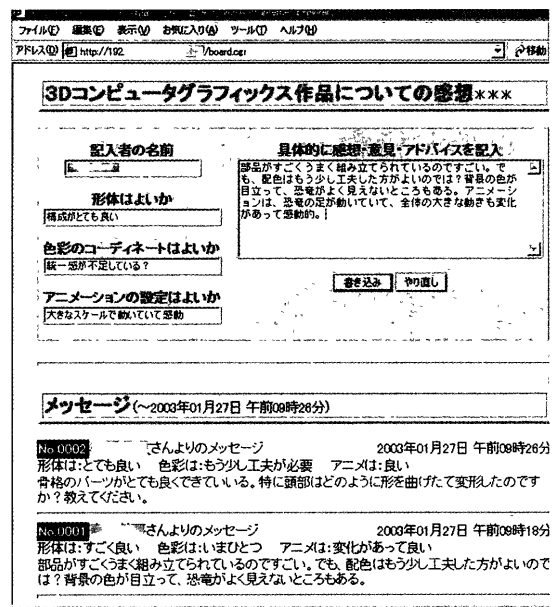 ファイル(F) 編集(E) 表示(V) お気に入り(A) ツール(T) ヘルプ(H)
アドレス(D) http://192. /board.cgi 移動
3Dコンピュータグラフィックス作品についての感想***
記入者の名前
形体はよいか
構成がとても良い
色彩のコーディネートはよいか
統一感が不足している?
アニメーションの設定はよいか
大きなスケールで動いていて感動
具体的に感想・意見・アドバイスを記入
部品がすごくうまく組み立てられているのですごい。で
も、配色はもう少し工夫した方がよいのでは?背景の色が
目立って、恐竜がよく見えないところもある。アニメーシ
ョンは、恐竜の足が動いていて、全体の大きな動きも変化
があって感動的。
書き込み やり直し
メッセージ(~2003年01月27日 午前09時26分)
No.0002 さんよりのメッセージ 2003年01月27日 午前09時26分
形体は:とても良い 色彩は:もう少し工夫が必要 アニメは:良い
骨格のパーツがとても良くできていいる。特に頭部はどのように形を曲げたて変形したのです
か?教えてください。
No.0001 さんよりのメッセージ 2003年01月27日 午前09時18分
形体は:すごく良い 色彩は:いまひとつ アニメは:変化があって良い
部品がすごくうまく組み立てられているのですごい。でも、配色はもう少し工夫した方がよいので
は?背景の色が目立って、恐竜がよく見えないところもある。